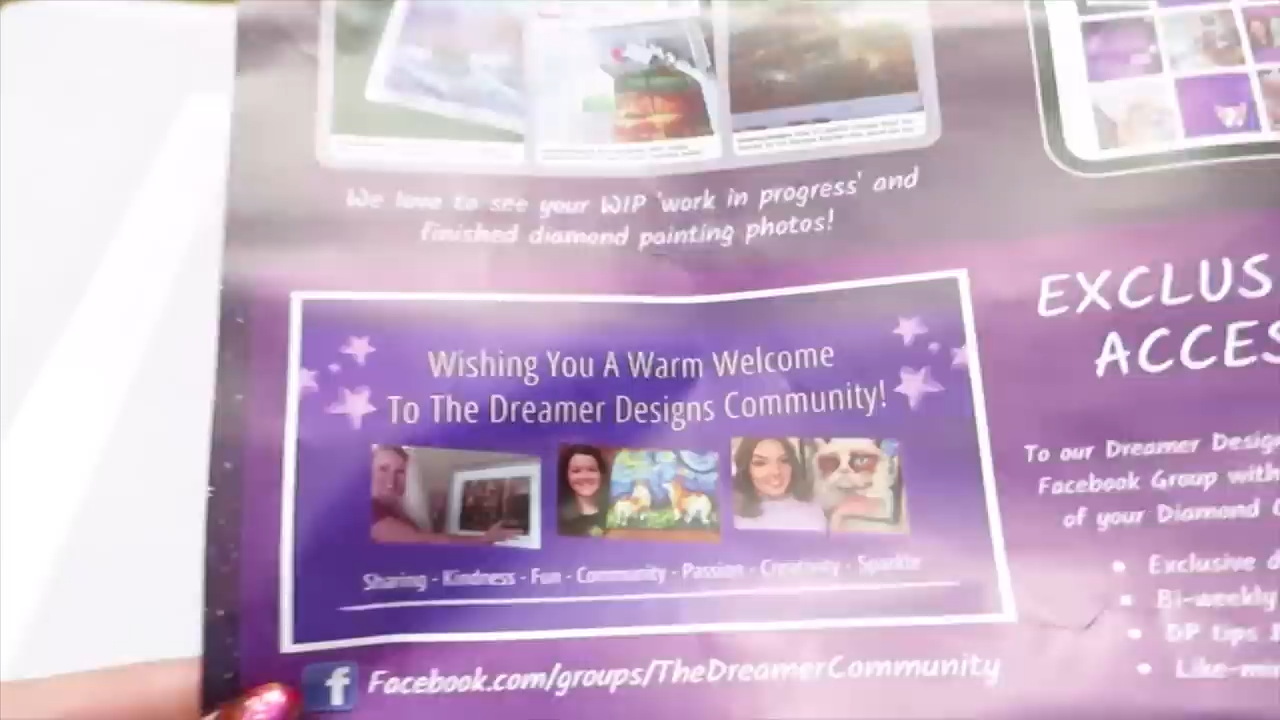 We love to see your WIP 'work in progress' and
finished diamond painting photos!
Wishing You A Warm Welcome
To The Dreamer Designs Community!
Sharing - Kindness - Fun - Community - Passion - Creativity - Sparkle
f Facebook.com/groups/TheDreamerCommunity
EXCLUS
ACCES
To our Dreamer Desig
Facebook Group with
of your Diamond
• Exclusive d
• Bi-weekly
• DP tips
• Like-